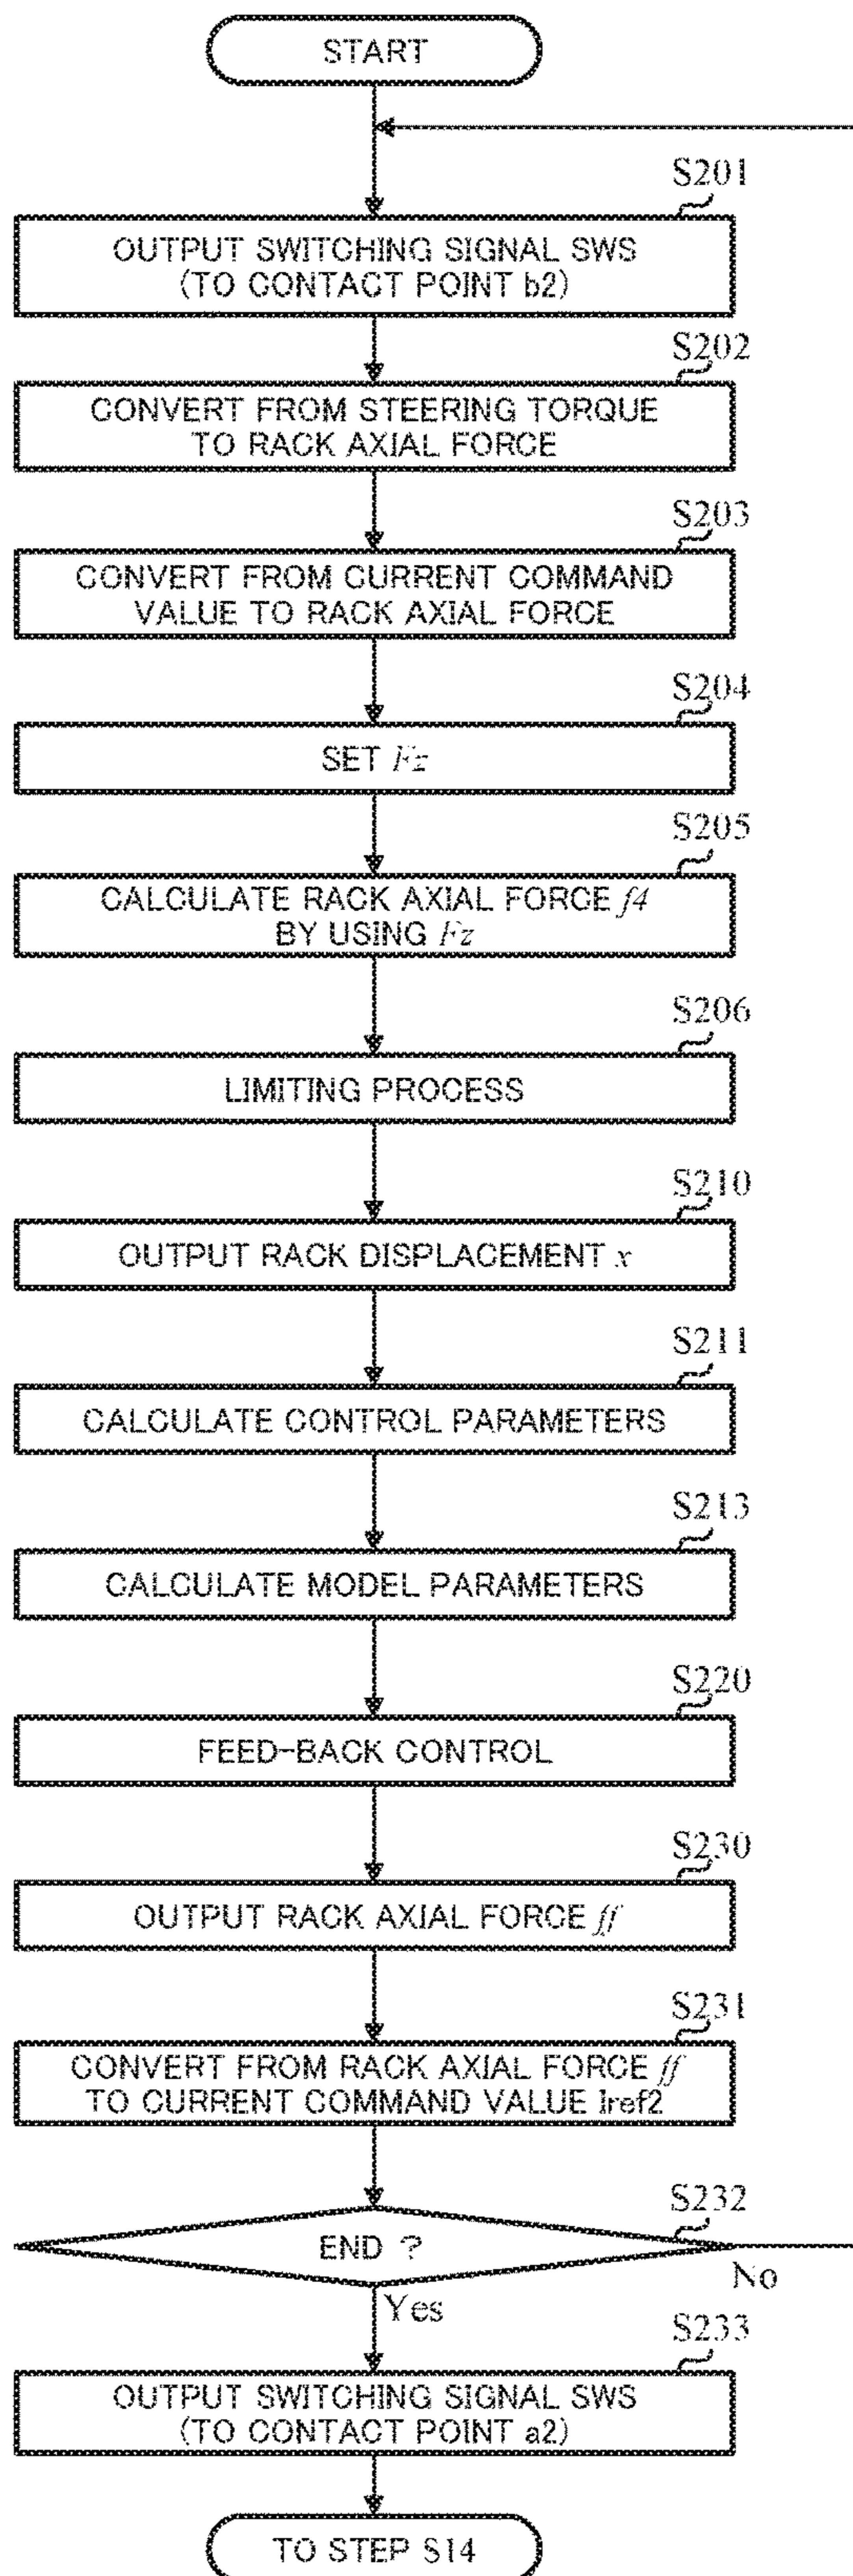 START
S201
OUTPUT SWITCHING SIGNAL SWS
(TO CONTACT POINT b2)
S202
CONVERT FROM STEERING TORQUE
TO RACK AXIAL FORCE
S203
CONVERT FROM CURRENT COMMAND
VALUE TO RACK AXIAL FORCE
S204
SET Fz
S205
CALCULATE RACK AXIAL FORCE f4
BY USING Fz
S206
LIMITING PROCESS
S210
OUTPUT RACK DISPLACEMENT x
S211
CALCULATE CONTROL PARAMETERS
S213
CALCULATE MODEL PARAMETERS
S220
FEED-BACK CONTROL
S230
OUTPUT RACK AXIAL FORCE ff
S231
CONVERT FROM RACK AXIAL FORCE ff
TO CURRENT COMMAND VALUE Iref2
S232
END ?
No
Yes
S233
OUTPUT SWITCHING SIGNAL SWS
(TO CONTACT POINT a2)
TO STEP S14